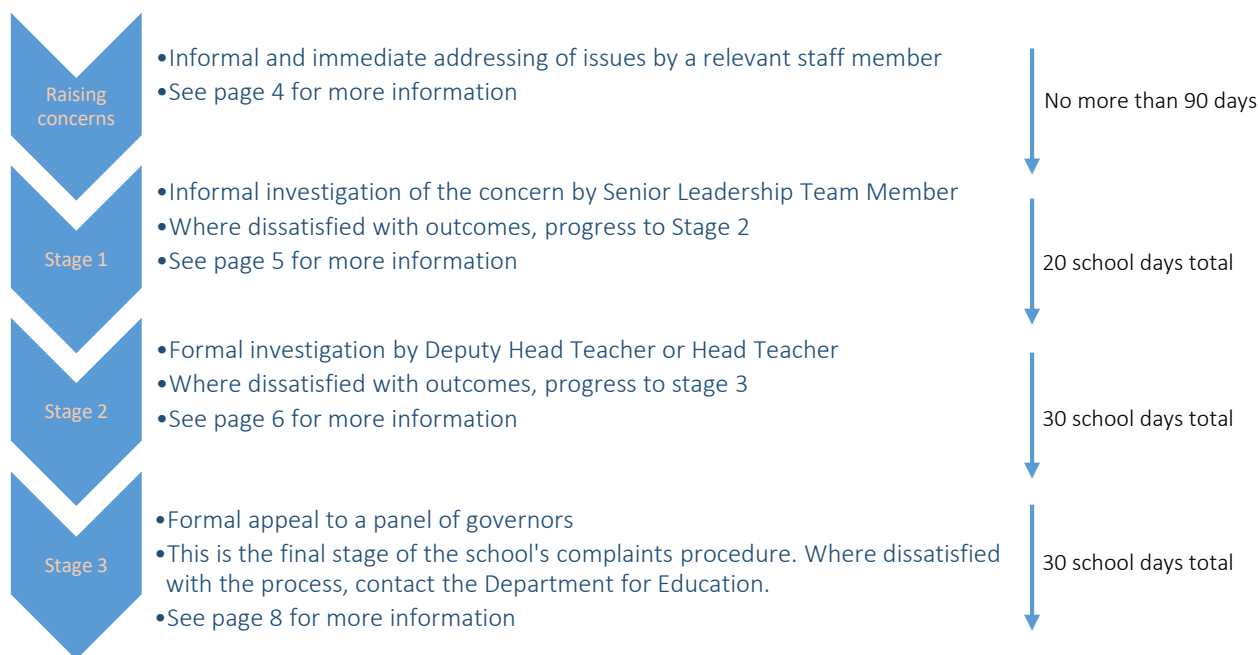 Raising
concerns
•Informal and immediate addressing of issues by a relevant staff member
•See page 4 for more information
No more than 90 days
Stage 1
•Informal investigation of the concern by Senior Leadership Team Member
•Where dissatisfied with outcomes, progress to Stage 2
•See page 5 for more information
20 school days total
Stage 2
•Formal investigation by Deputy Head Teacher or Head Teacher
•Where dissatisfied with outcomes, progress to stage 3
•See page 6 for more information
30 school days total
Stage 3
•Formal appeal to a panel of governors
•This is the final stage of the school's complaints procedure. Where dissatisfied
with the process, contact the Department for Education.
•See page 8 for more information
30 school days total